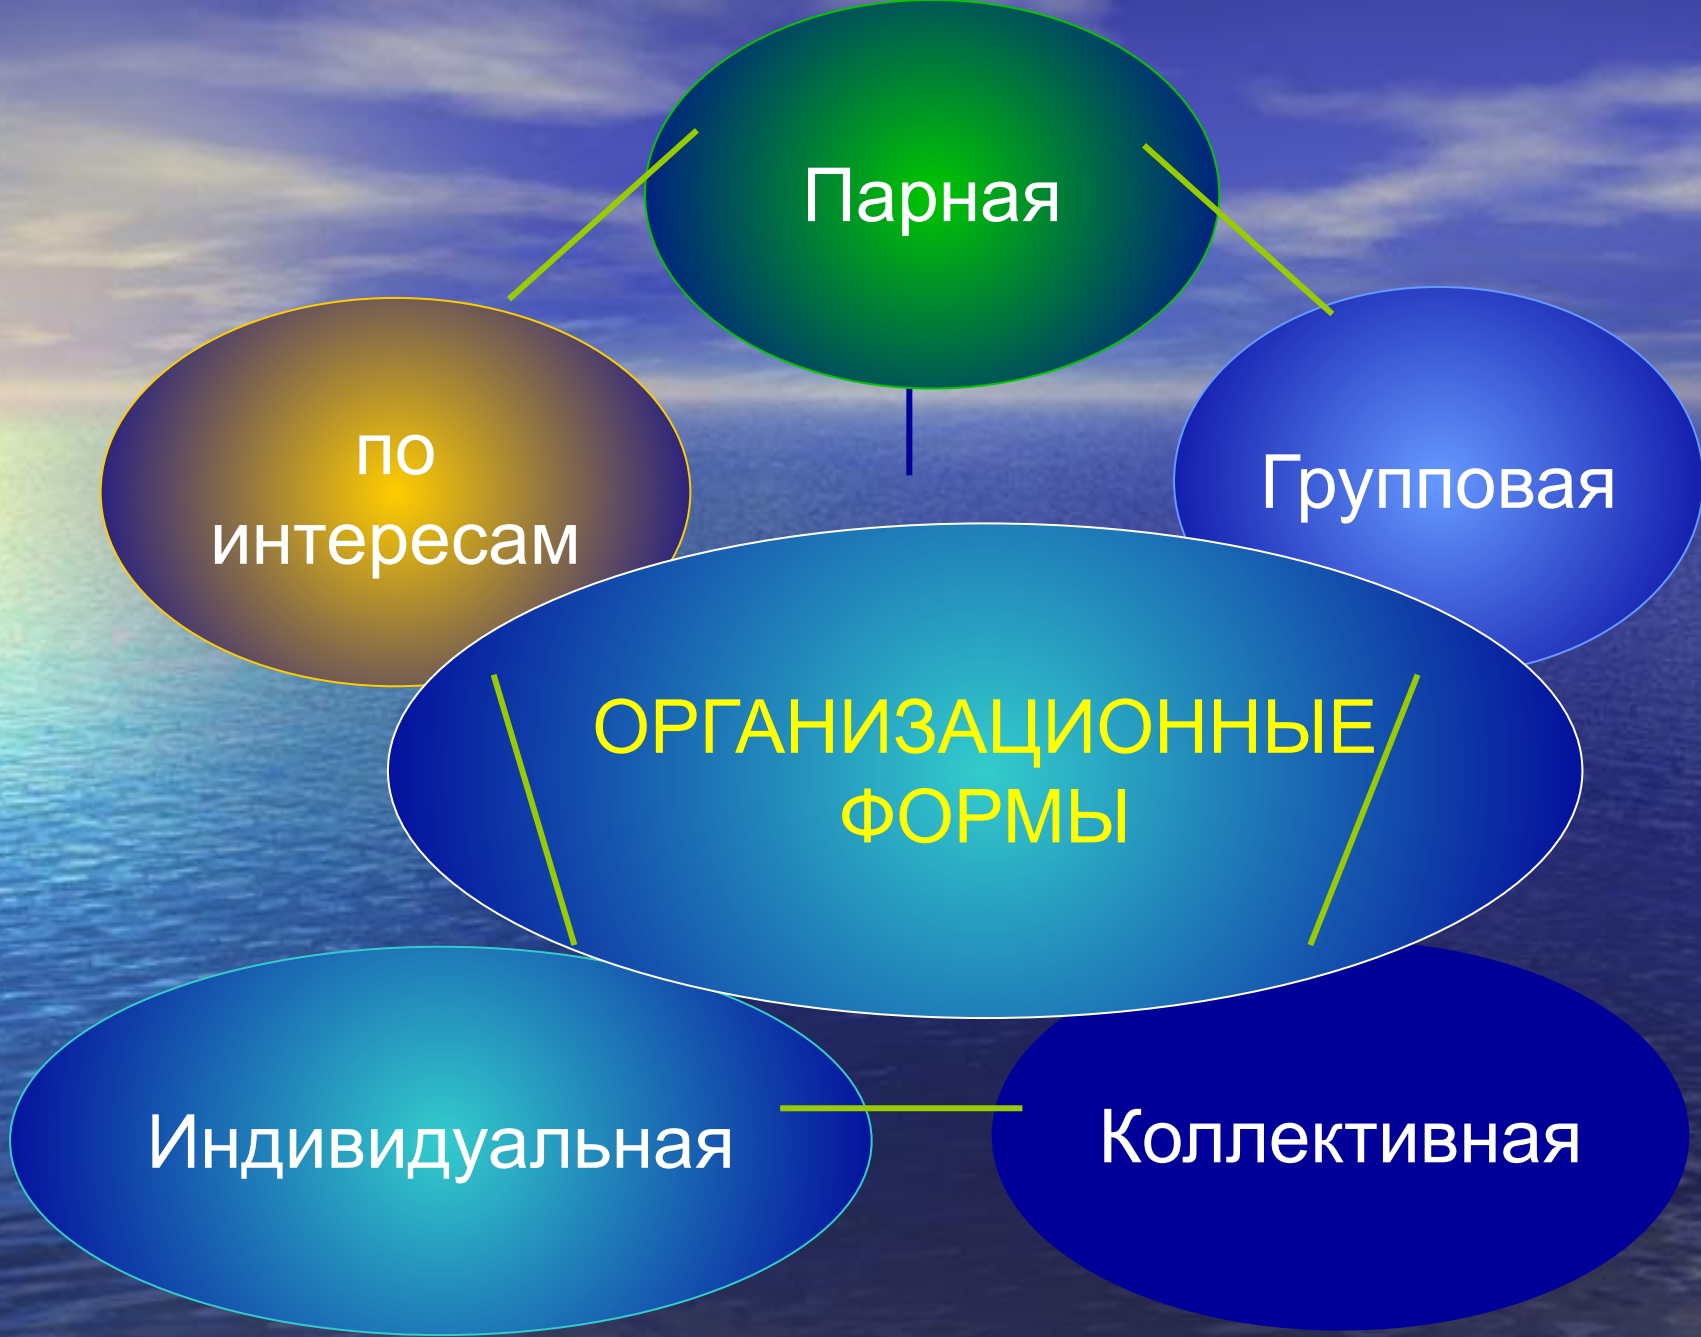 Парная
по
интересам
Групповая
ОРГАНИЗАЦИОННЫЕ
ФОРМЫ
Индивидуальная
Коллективная